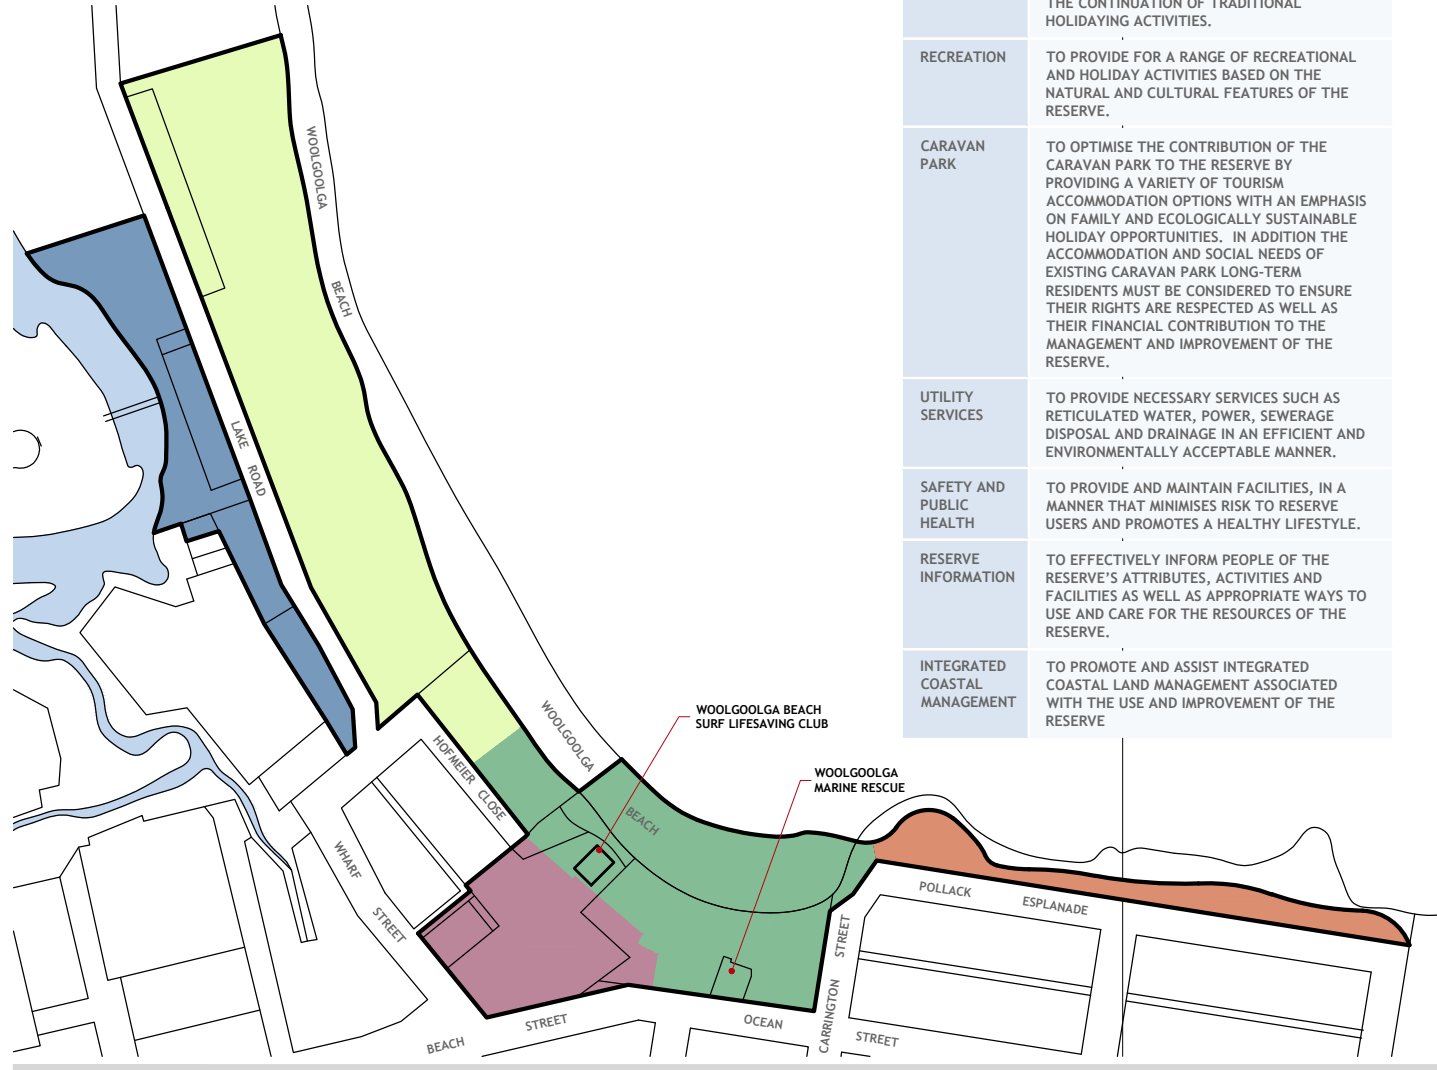 THE CONTINUATION OF TRADITIONAL
HOLIDAYING ACTIVITIES.
RECREATION
TO PROVIDE FOR A RANGE OF RECREATIONAL
AND HOLIDAY ACTIVITIES BASED ON THE
NATURAL AND CULTURAL FEATURES OF THE
RESERVE.
CARAVAN
PARK
TO OPTIMISE THE CONTRIBUTION OF THE
CARAVAN PARK TO THE RESERVE BY
PROVIDING A VARIETY OF TOURISM
ACCOMMODATION OPTIONS WITH AN EMPHASIS
ON FAMILY AND ECOLOGICALLY SUSTAINABLE
HOLIDAY OPPORTUNITIES. IN ADDITION THE
ACCOMMODATION AND SOCIAL NEEDS OF
EXISTING CARAVAN PARK LONG-TERM
RESIDENTS MUST BE CONSIDERED TO ENSURE
THEIR RIGHTS ARE RESPECTED AS WELL AS
THEIR FINANCIAL CONTRIBUTION TO THE
MANAGEMENT AND IMPROVEMENT OF THE
RESERVE.
UTILITY
SERVICES
TO PROVIDE NECESSARY SERVICES SUCH AS
RETICULATED WATER, POWER, SEWERAGE
DISPOSAL AND DRAINAGE IN AN EFFICIENT AND
ENVIRONMENTALLY ACCEPTABLE MANNER.
SAFETY AND
PUBLIC
HEALTH
TO PROVIDE AND MAINTAIN FACILITIES, IN A
MANNER THAT MINIMISES RISK TO RESERVE
USERS AND PROMOTES A HEALTHY LIFESTYLE.
RESERVE
INFORMATION
TO EFFECTIVELY INFORM PEOPLE OF THE
RESERVE'S ATTRIBUTES, ACTIVITIES AND
FACILITIES AS WELL AS APPROPRIATE WAYS TO
USE AND CARE FOR THE RESOURCES OF THE
RESERVE.
INTEGRATED
COASTAL
MANAGEMENT
TO PROMOTE AND ASSIST INTEGRATED
COASTAL LAND MANAGEMENT ASSOCIATED
WITH THE USE AND IMPROVEMENT OF THE
RESERVE
WOOLGOOLGA
BEACH
LAKE ROAD
WOOLGOOLGA BEACH
SURF LIFESAVING CLUB
WOOLGOOLGA
BEACH
HOFMEIER CLOSE
WOOLGOOLGA
MARINE RESCUE
WHARF
STREET
POLLACK ESPLANADE
CARRINGTON STREET
BEACH STREET
OCEAN STREET